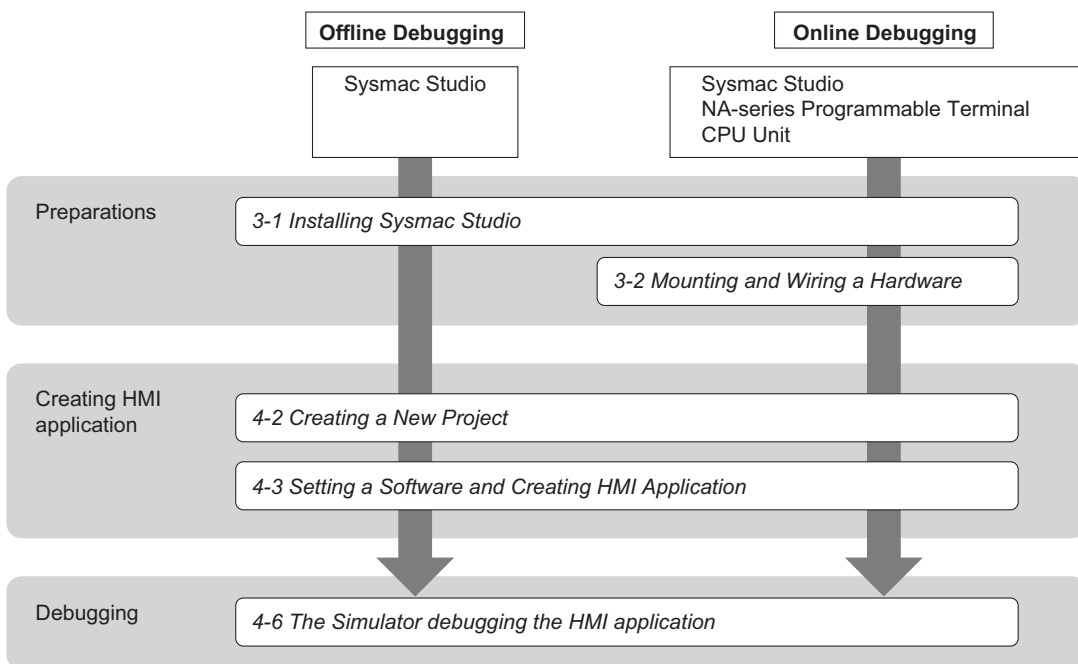 Offline Debugging
Online Debugging
Sysmac Studio
Sysmac Studio
NA-series Programmable Terminal
CPU Unit
Preparations
3-1 Installing Sysmac Studio
3-2 Mounting and Wiring a Hardware
Creating HMI
application
4-2 Creating a New Project
4-3 Setting a Software and Creating HMI Application
Debugging
4-6 The Simulator debugging the HMI application